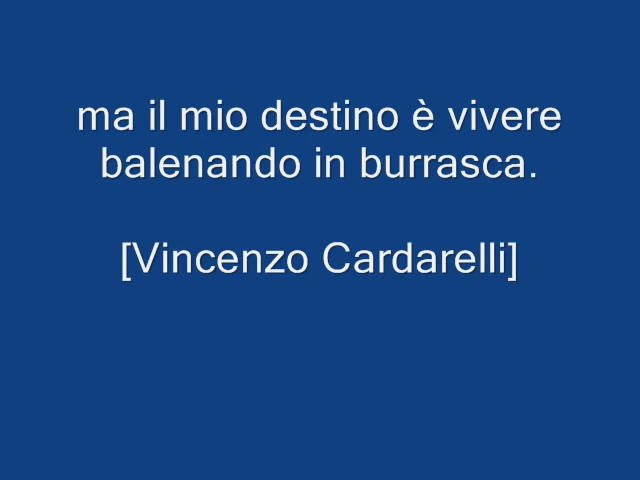 ma il mio destino è vivere
balenando in burrasca.
[Vincenzo Cardarelli]